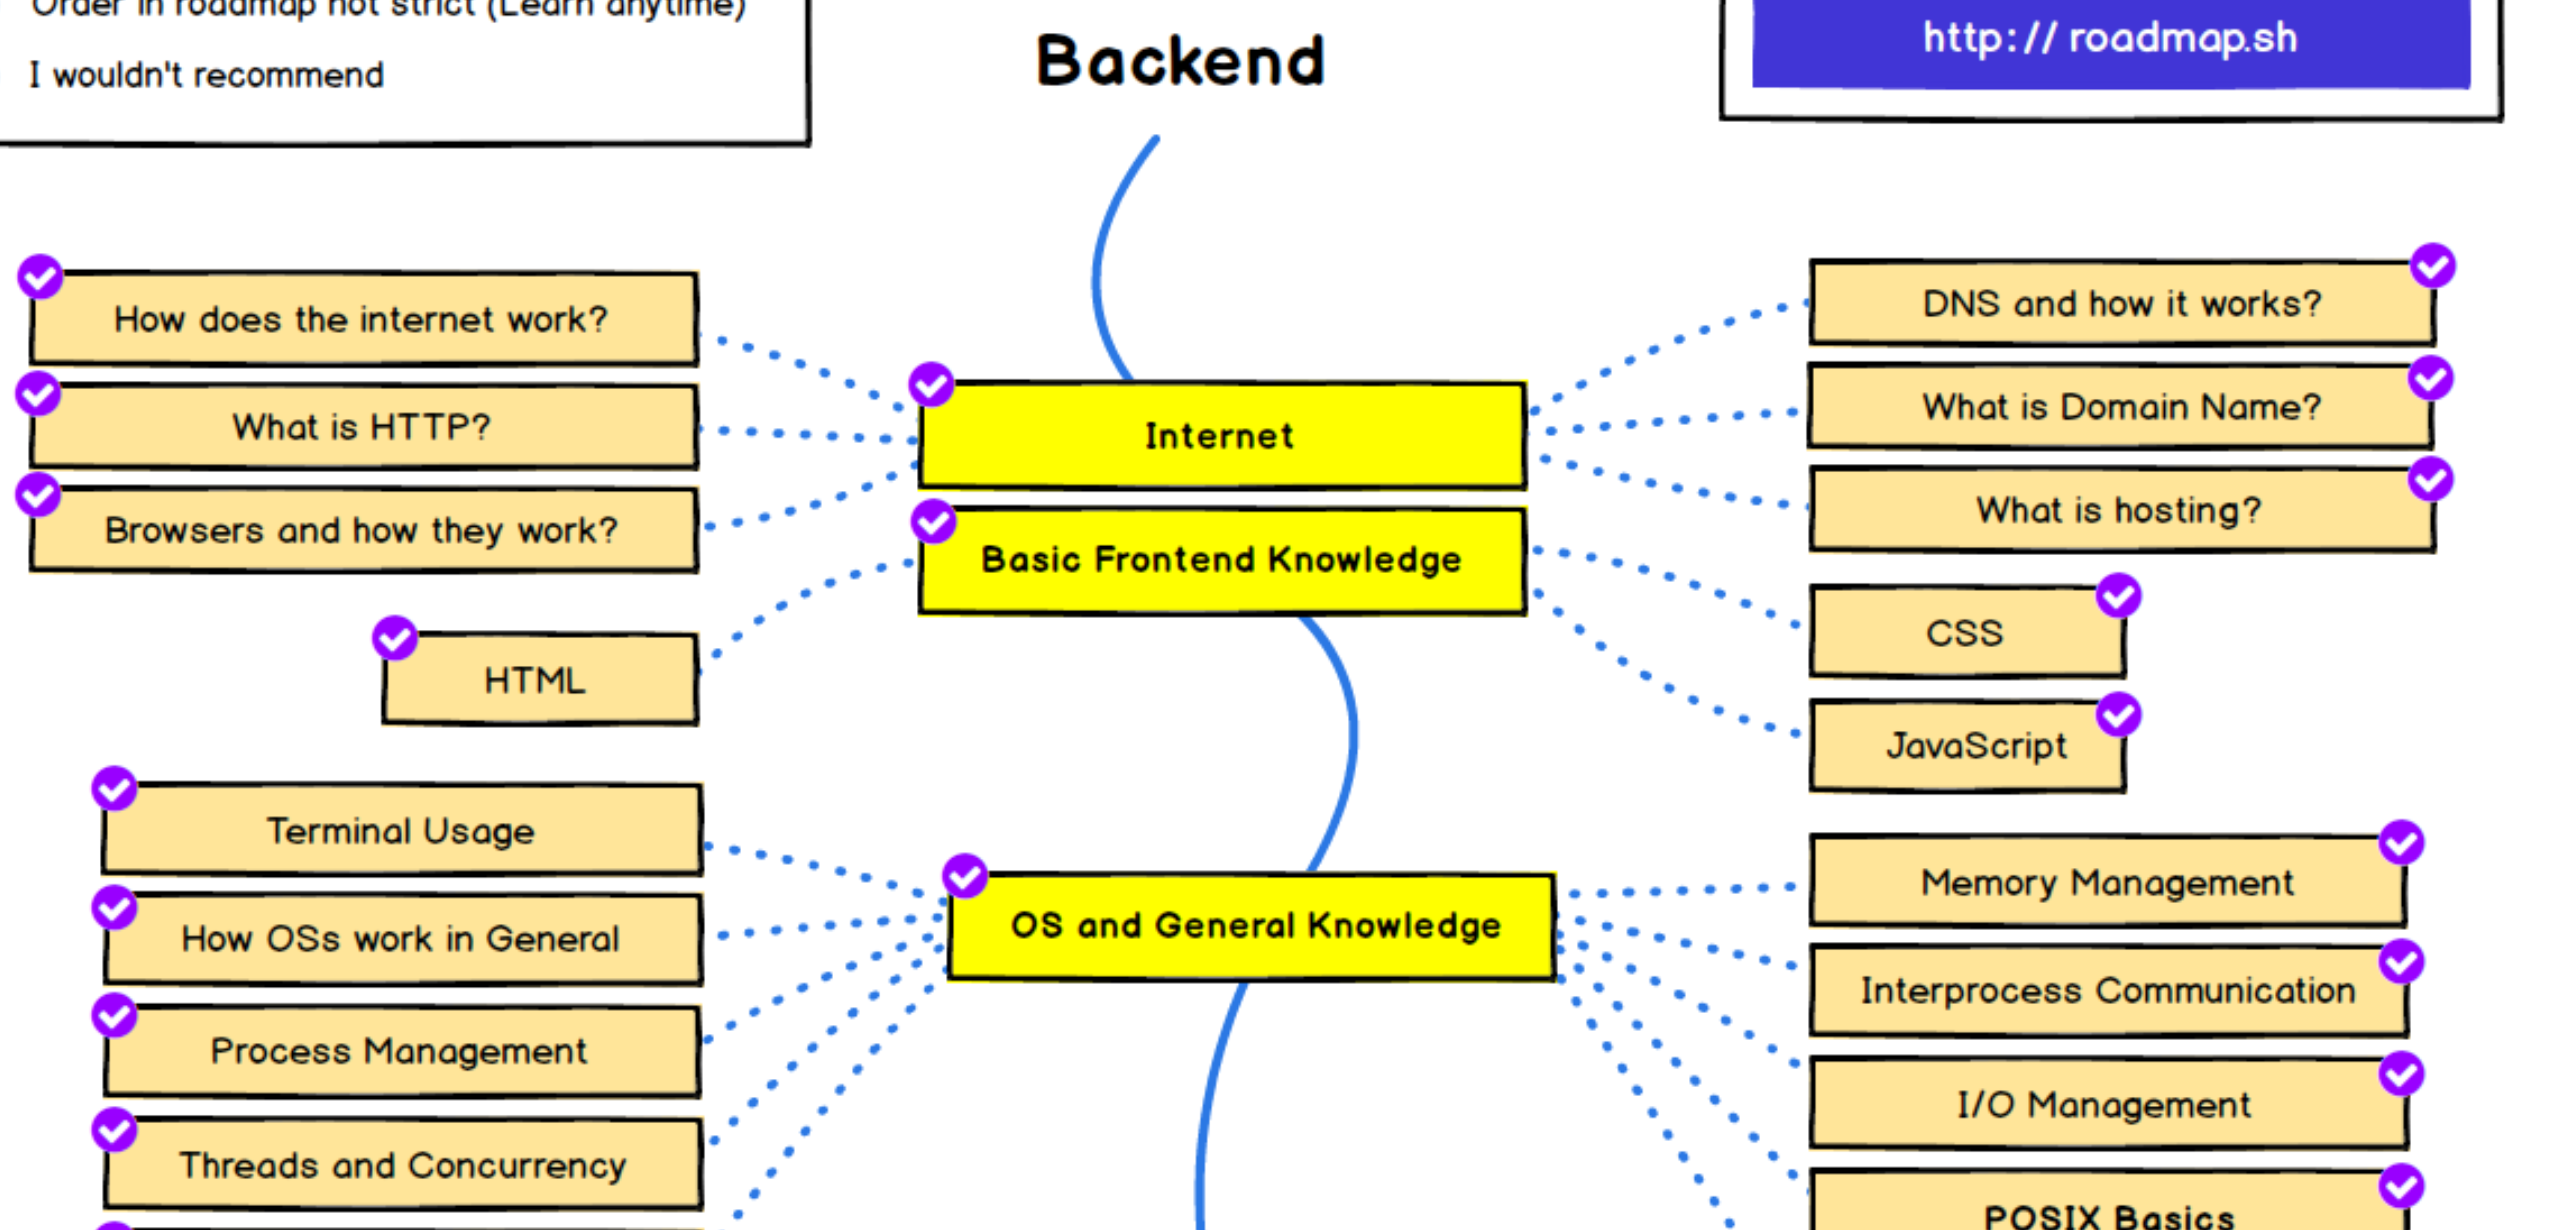 Order in roadmap not strict (Learn anytime)
I wouldn't recommend
Backend
http: // roadmap.sh
How does the internet work?
What is HTTP?
Browsers and how they work?
Internet
DNS and how it works?
What is Domain Name?
What is hosting?
Basic Frontend Knowledge
HTML
CSS
JavaScript
Terminal Usage
How OSs work in General
Process Management
Threads and Concurrency
OS and General Knowledge
Memory Management
Interprocess Communication
I/O Management
POSIX Basics